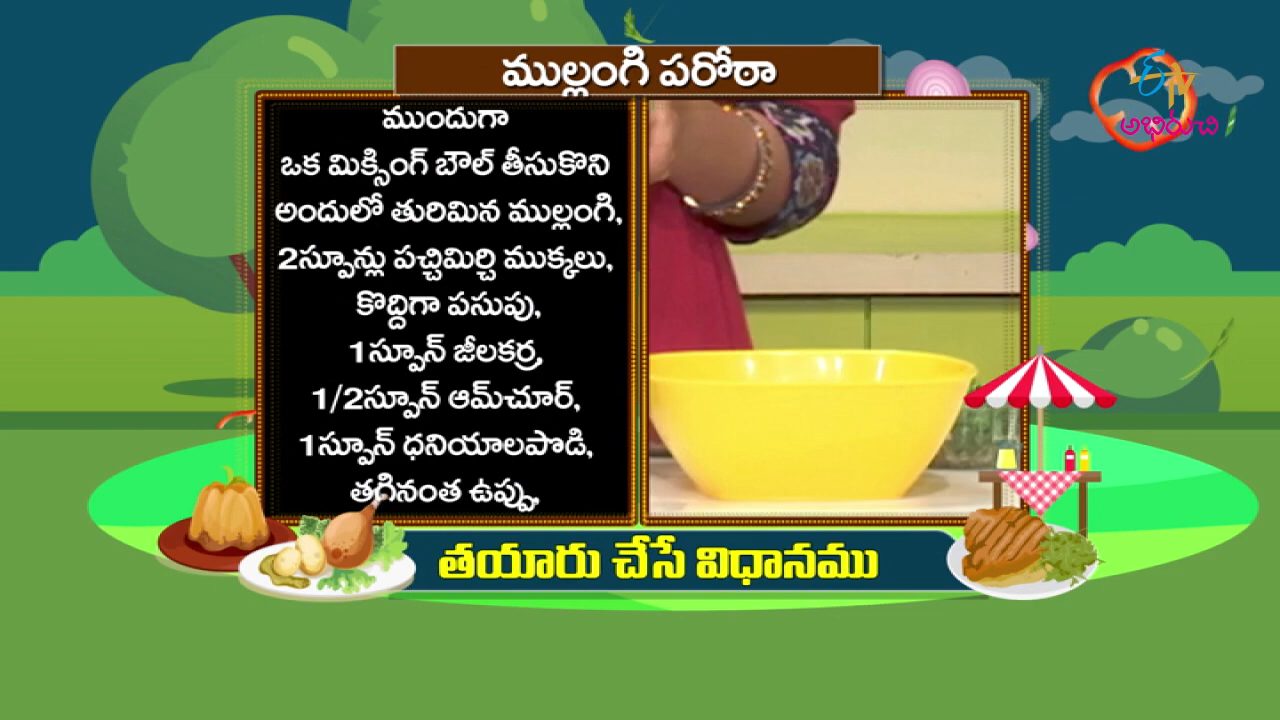 ముల్లంగి పరోఠా
ETV
అభిరుచి
ముందుగా
ఒక మిక్సింగ్ బౌల్ తీసుకొని
అందులో తురిమిన ముల్లంగి,
2స్పూన్లు పచ్చిమిర్చి ముక్కలు,
కొద్దిగా పసుపు,
1స్పూన్ జీలకర్ర,
1/2స్పూన్ ఆమ్‌చూర్,
1స్పూన్ ధనియాలపొడి,
తగినంత ఉప్పు,
తయారు చేసే విధానము